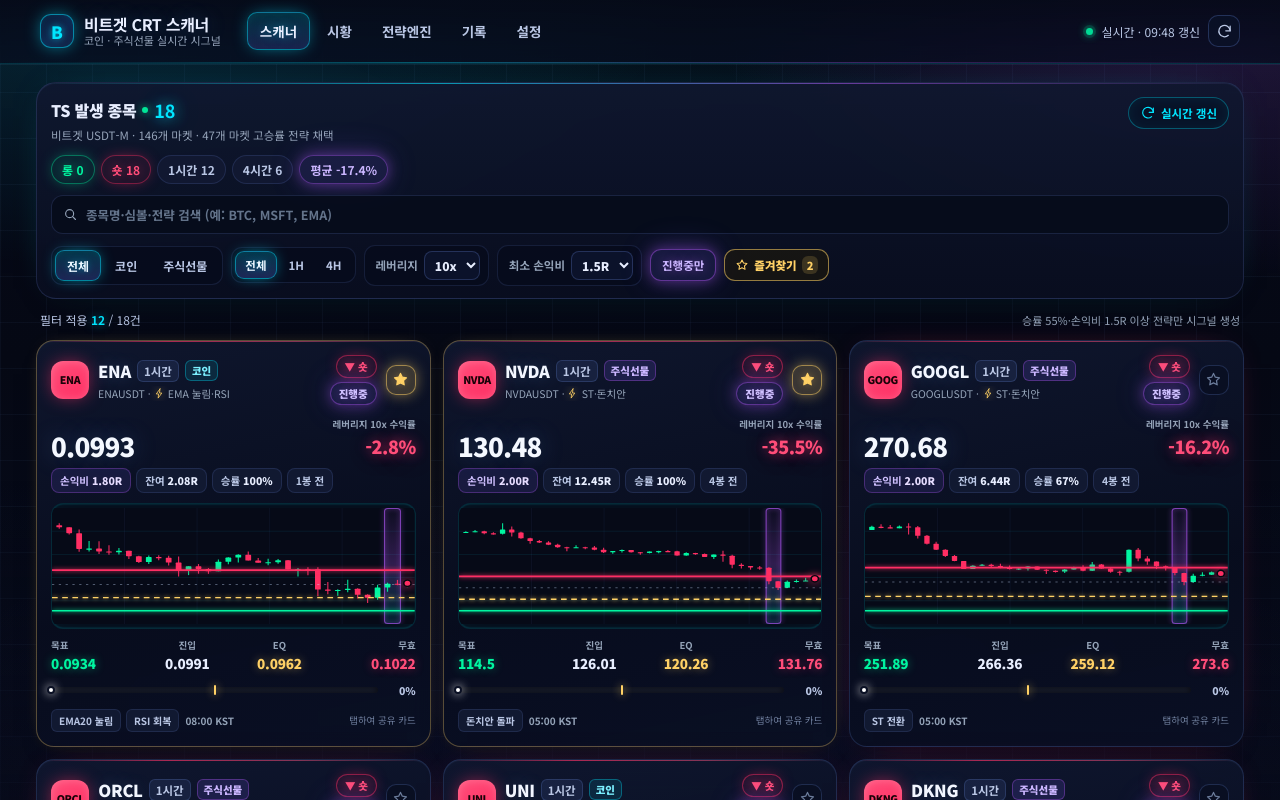 B
비트겟 CRT 스캐너
코인 · 주식선물 실시간 시그널
스캐너 시황 전략엔진 기록 설정
실시간 · 09:48 갱신
TS 발생 종목 • 18
실시간 갱신
비트겟 USDT-M · 146개 마켓 · 47개 마켓 고승률 전략 채택
롱 0 숏 18 1시간 12 4시간 6 평균 -17.4%
종목명·심볼·전략 검색 (예: BTC, MSFT, EMA)
전체 코인 주식선물 전체 1H 4H 레버리지 10x 최소 손익비 1.5R 진행중만 즐겨찾기 2
필터 적용 12 / 18건
승률 55%·손익비 1.5R 이상 전략만 시그널 생성
ENA ENA 1시간 코인 ▼ 숏
ENAUSDT · EMA 눌림·RSI 진행중
레버리지 10x 수익률
0.0993 -2.8%
손익비 1.80R 잔여 2.08R 승률 100% 1봉 전
목표 진입 EQ 무효
0.0934 0.0991 0.0962 0.1022
0%
EMA20 눌림 RSI 회복 08:00 KST 탭하여 공유 카드
NVDA NVDA 1시간 주식선물 ▼ 숏
NVDAUSDT · ST·돈치안 진행중
레버리지 10x 수익률
130.48 -35.5%
손익비 2.00R 잔여 12.45R 승률 100% 4봉 전
목표 진입 EQ 무효
114.5 126.01 120.26 131.76
0%
돈치안 돌파 05:00 KST 탭하여 공유 카드
GOOG GOOGL 1시간 주식선물 ▼ 숏
GOOGLUSDT · ST·돈치안 진행중
레버리지 10x 수익률
270.68 -16.2%
손익비 2.00R 잔여 6.44R 승률 67% 4봉 전
목표 진입 EQ 무효
251.89 266.36 259.12 273.6
0%
ST 전환 05:00 KST 탭하여 공유 카드
ORCL ORCL 1시간 주식선물 ▼ 숏
UNI UNI 1시간 코인 ▼ 숏
DKNG DKNG 1시간 주식선물 ▼ 숏